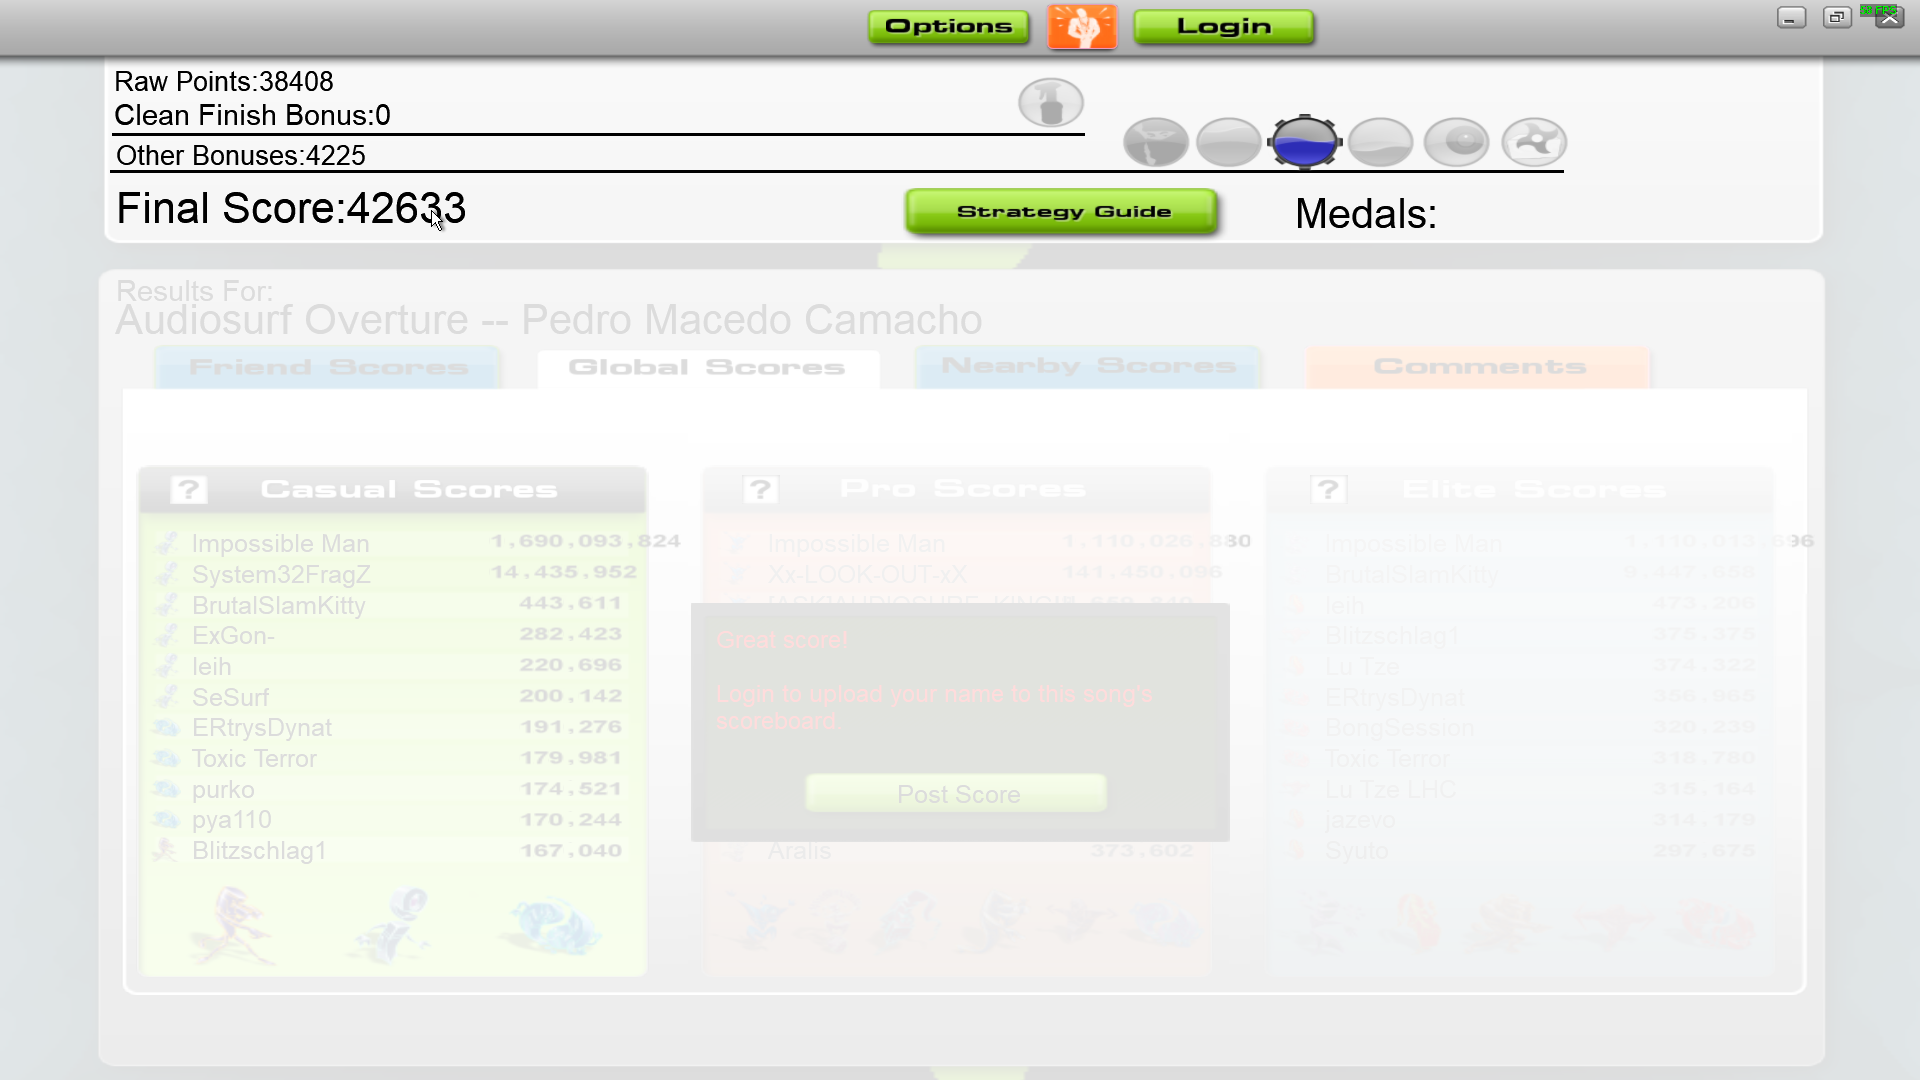 Options Login
Raw Points:38408
Clean Finish Bonus:0
Other Bonuses:4225
Final Score:42633
Strategy Guide
Medals:
Results For:
Audiosurf Overture -- Pedro Macedo Camacho
Friend Scores Global Scores Nearby Scores Comments
? Casual Scores
Impossible Man 1,690,093,824
System32FragZ 14,435,952
BrutalSlamKitty 443,611
ExGon- 282,423
leih 220,696
SeSurf 200,142
ERtrysDynat 191,276
Toxic Terror 179,981
purko 174,521
pya110 170,244
Blitzschlag1 167,040
? Pro Scores
Impossible Man 1,110,026,880
Xx-LOOK-OUT-xX 141,450,096
Great score!
Login to upload your name to this song's
scoreboard.
Post Score
Aralis 373,602
? Elite Scores
Impossible Man 1,110,013,696
BrutalSlamKitty 9,447,659
leih 473,206
Blitzschlag1 375,375
Lu Tze 374,322
ERtrysDynat 356,965
BongSession 320,239
Toxic Terror 318,780
Lu Tze LHC 315,164
jazevo 314,179
Syuto 297,675